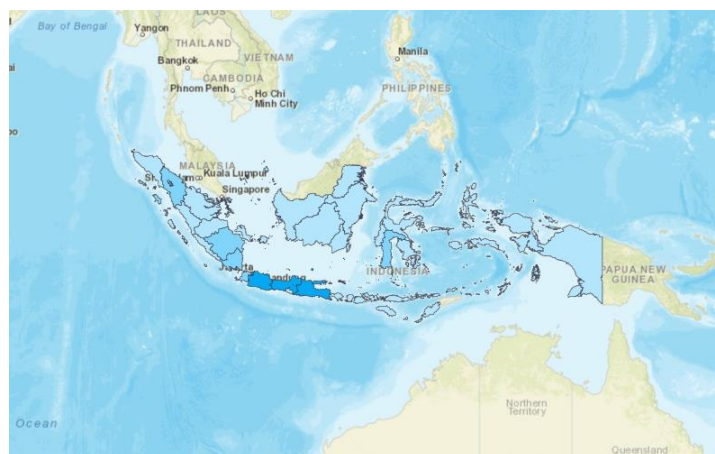 LAOS
Bay of Bengal
Yangon
THAILAND
VIETNAM
Manila
Bangkok
CAMBODIA
Phnom Penh
Ho Chi
Minh City
PHILIPPINES
MALAYSIA
Kuala Lumpur
Singapore
INDONESIA
PAPUA NEW
GUINEA
Northern
Territory
Ocean
Queensland